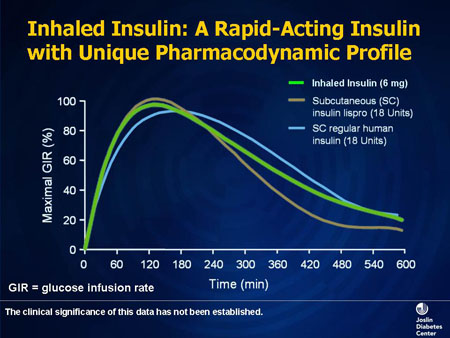 Inhaled Insulin: A Rapid-Acting Insulin
with Unique Pharmacodynamic Profile
Inhaled Insulin (6 mg)
Subcutaneous (SC)
insulin lispro (18 Units)
SC regular human
insulin (18 Units)
Maximal GIR (%)
100
80
60
40
20
0
0 60 120 180 240 300 360 420 480 540 600
Time (min)
GIR = glucose infusion rate
The clinical significance of this data has not been established.
Joslin
Diabetes
Center